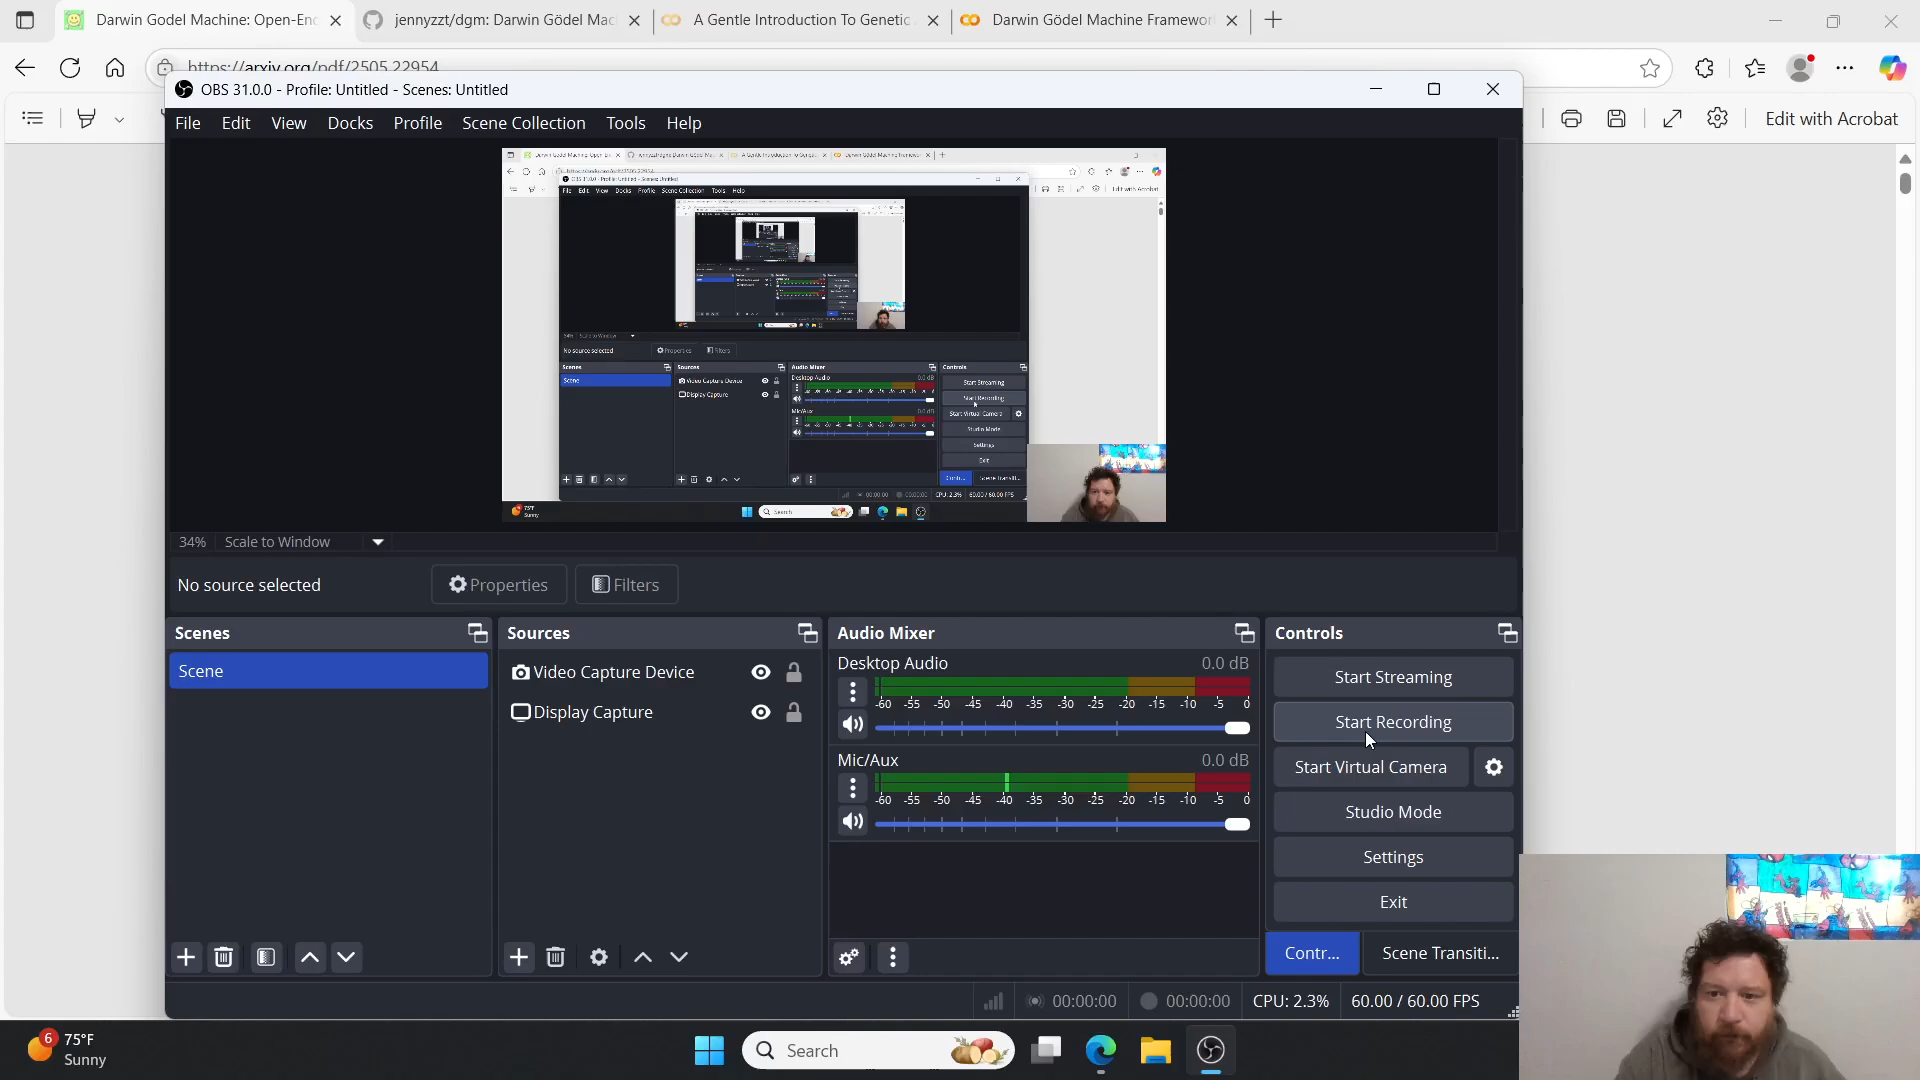 Darwin Godel Machine: Open-En
jennyzzt/dgm: Darwin Gödel Mac
A Gentle Introduction To Genetic
Darwin Gödel Machine Framewor
https://arxiv.org/pdf/2505.22954
Edit with Acrobat
OBS 31.0.0 - Profile: Untitled - Scenes: Untitled
File Edit View Docks Profile Scene Collection Tools Help
34% Scale to Window
No source selected
Properties
Filters
Scenes
Scene
Sources
Video Capture Device
Display Capture
Audio Mixer
Desktop Audio 0.0 dB
-60 -55 -50 -45 -40 -35 -30 -25 -20 -15 -10 -5 0
Mic/Aux 0.0 dB
-60 -55 -50 -45 -40 -35 -30 -25 -20 -15 -10 -5 0
Controls
Start Streaming
Start Recording
Start Virtual Camera
Studio Mode
Settings
Exit
Contr...
Scene Transiti...
00:00:00
00:00:00
CPU: 2.3%
60.00 / 60.00 FPS
6
75°F
Sunny
Search